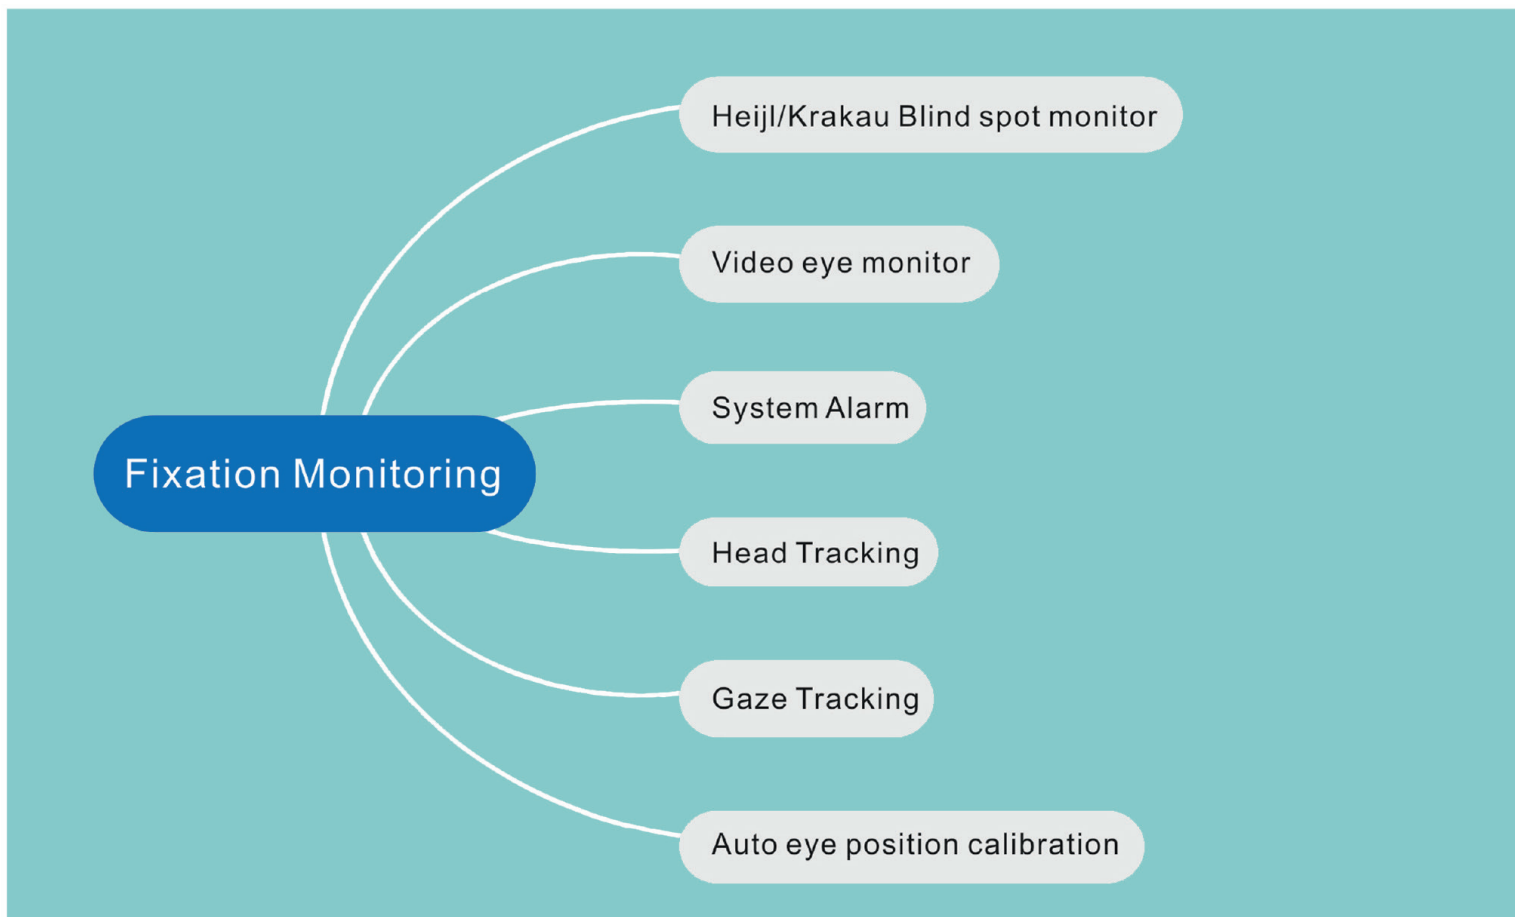 Heijl/Krakau Blind spot monitor
Video eye monitor
System Alarm
Fixation Monitoring
Head Tracking
Gaze Tracking
Auto eye position calibration